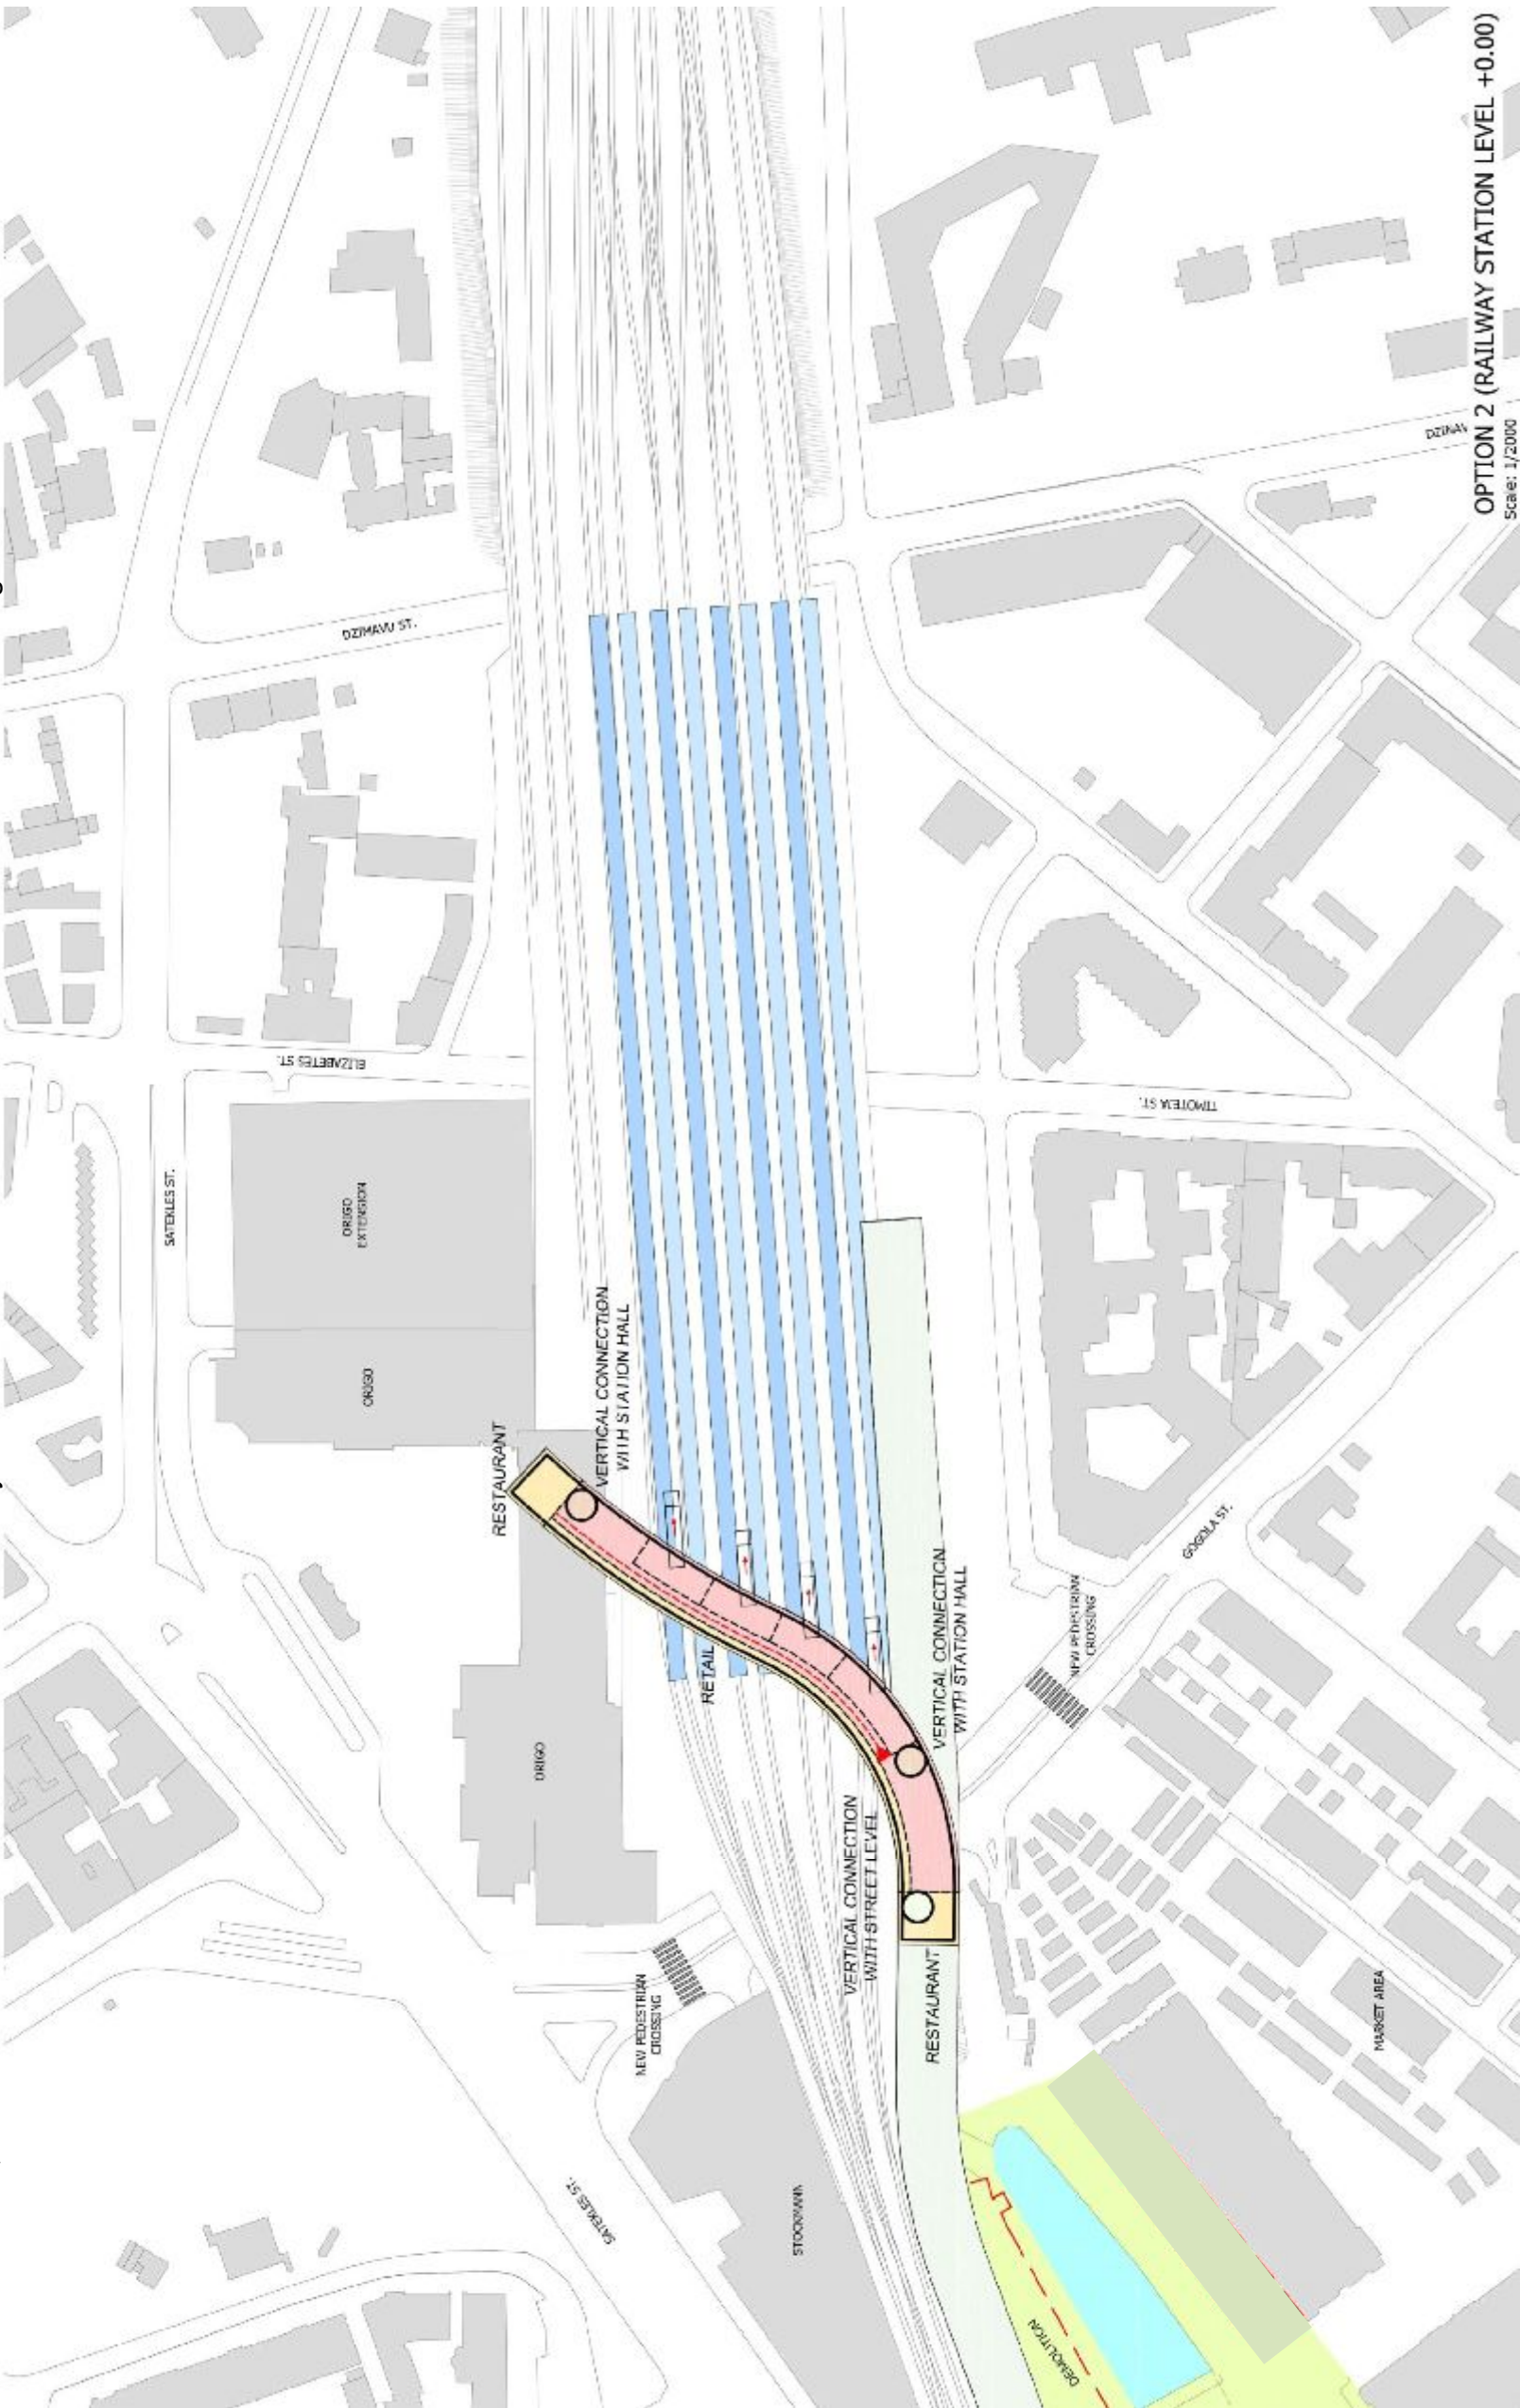 OPTION 2 (RAILWAY STATION LEVEL +0.00)
Scale: 1/2000
DZIRNAVU ST.
ELIZABETES ST.
SATEKLES ST.
ORIGO
EXTENSION
ORIGO
RESTAURANT
VERTICAL CONNECTION
WITH STATION HALL
TIMOTEJA ST.
GOGOLA ST.
NEW PEDESTRIAN
CROSSING
VERTICAL CONNECTION
WITH STATION HALL
RETAIL
ORIGO
VERTICAL CONNECTION
WITH STREET LEVEL
RESTAURANT
NEW PEDESTRIAN
CROSSING
MARKET AREA
SATEKLES ST.
STOCKMANN
DEMOLITION